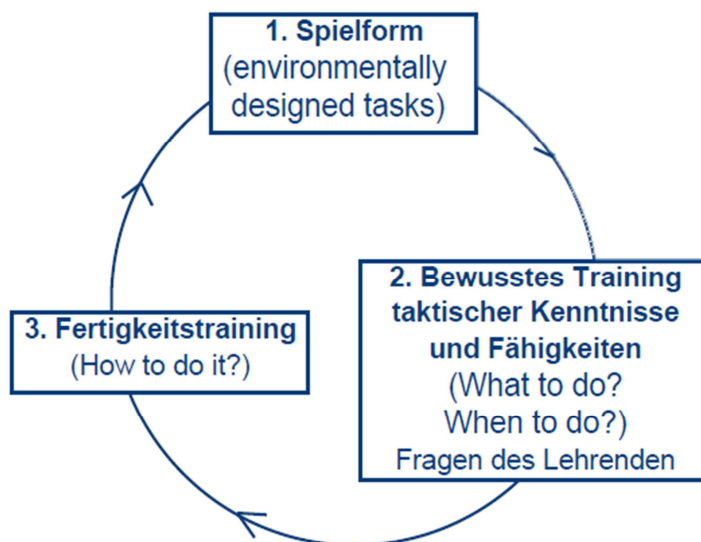 1. Spielform
(environmentally
designed tasks)
2. Bewusstes Training
taktischer Kenntnisse
und Fähigkeiten
(What to do?
When to do?)
Fragen des Lehrenden
3. Fertigkeitstraining
(How to do it?)